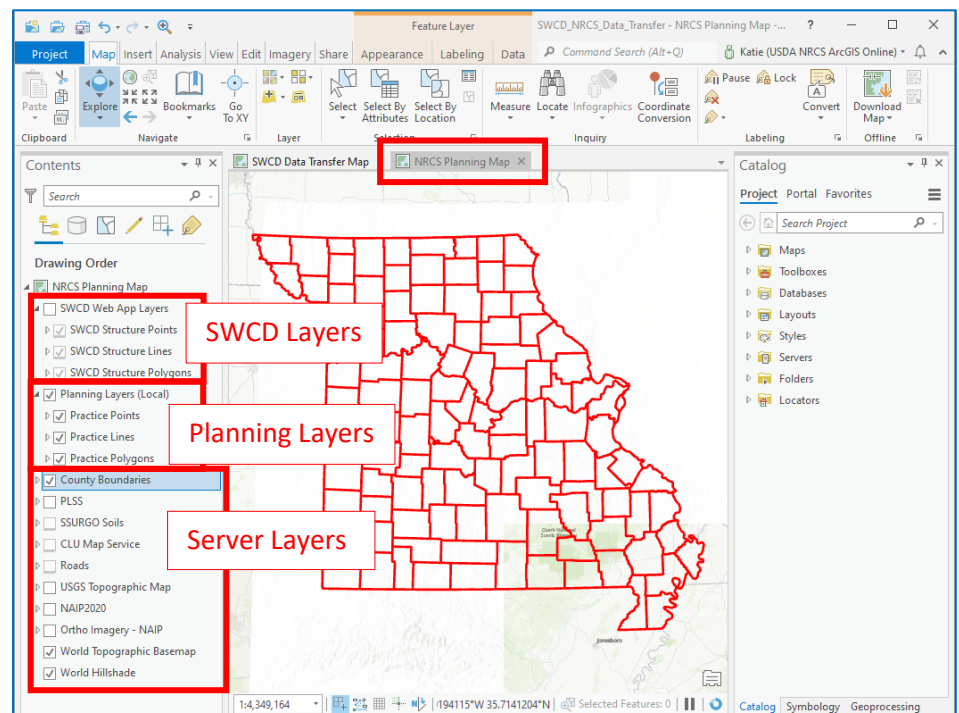 Feature Layer
SWCD_NRCS_Data_Transfer - NRCS Planning Map -...
?
Project Map Insert Analysis View Edit Imagery Share Appearance Labeling Data
Command Search (Alt+Q)
Katie (USDA NRCS ArcGIS Online)
Paste
Explore
Bookmarks
Go To XY
Select
Select By Attributes
Select By Location
Measure
Locate
Infographics
Coordinate Conversion
Pause
Lock
Convert
Download Map
Clipboard
Navigate
Layer
Selection
Inquiry
Labeling
Offline
Contents
Search
Drawing Order
NRCS Planning Map
SWCD Web App Layers
SWCD Structure Points
SWCD Structure Lines
SWCD Structure Polygons
Planning Layers (Local)
Practice Points
Practice Lines
Practice Polygons
County Boundaries
PLSS
SSURGO Soils
CLU Map Service
Roads
USGS Topographic Map
NAIP2020
Ortho Imagery - NAIP
World Topographic Basemap
World Hillshade
SWCD Data Transfer Map
NRCS Planning Map
SWCD Layers
Planning Layers
Server Layers
Jonesboro
1:4,349,164
194115°W 35.7141204°N
Selected Features: 0
Catalog
Project Portal Favorites
Search Project
Maps
Toolboxes
Databases
Layouts
Styles
Servers
Folders
Locators
Catalog Symbology Geoprocessing